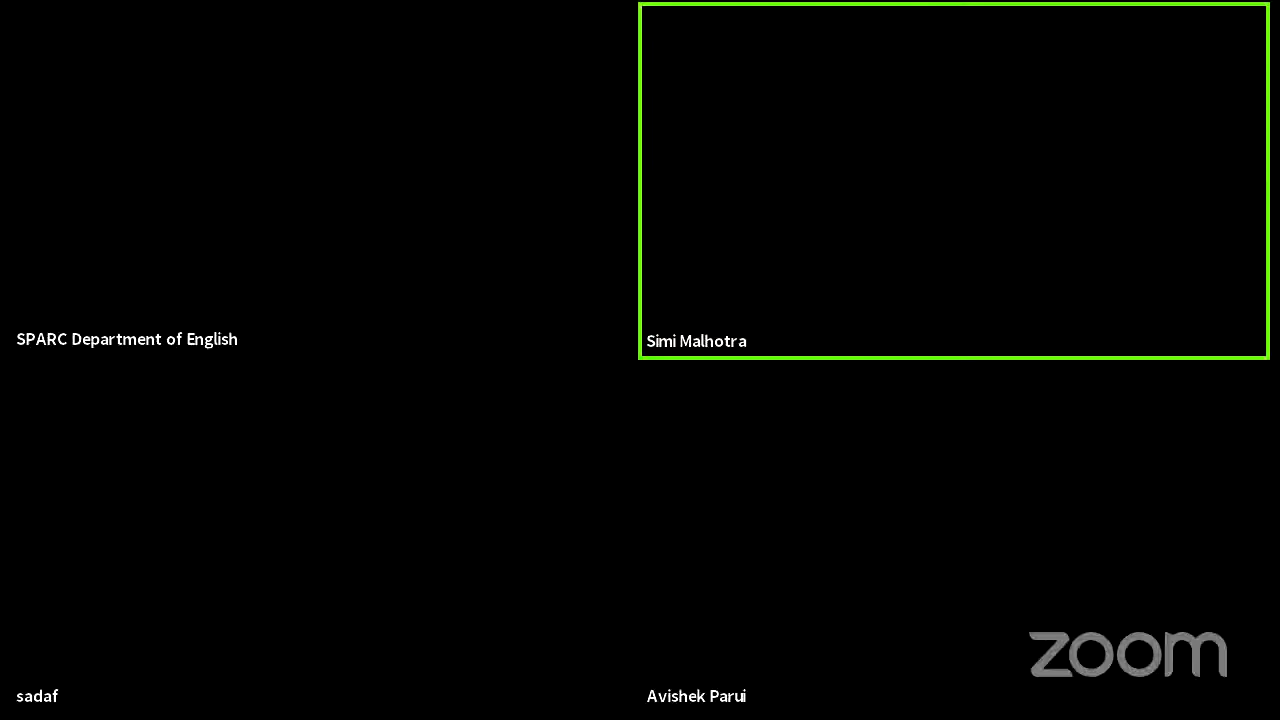 SPARC Department of English
Simi Malhotra
sadaf
Avishek Parui
zoom